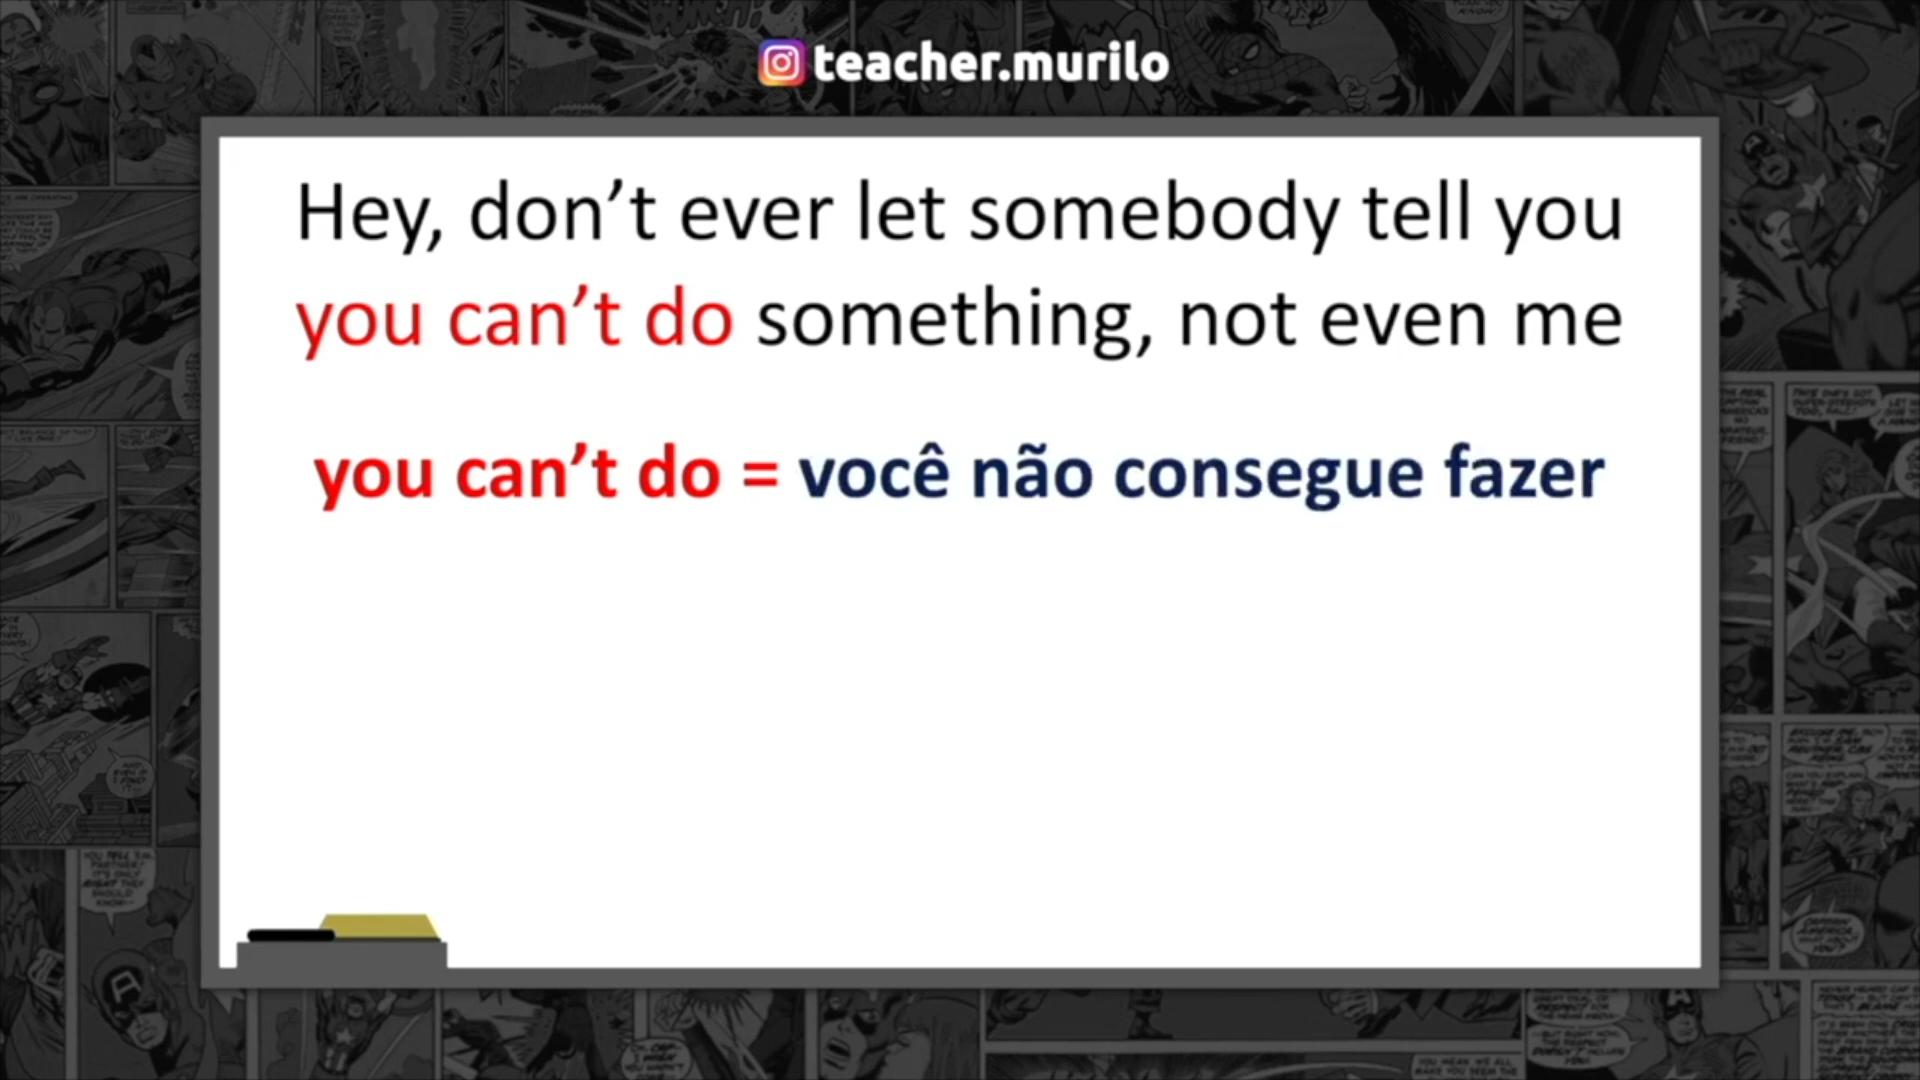 teacher.murilo
Hey, don’t ever let somebody tell you
you can’t do something, not even me
you can’t do = você não consegue fazer